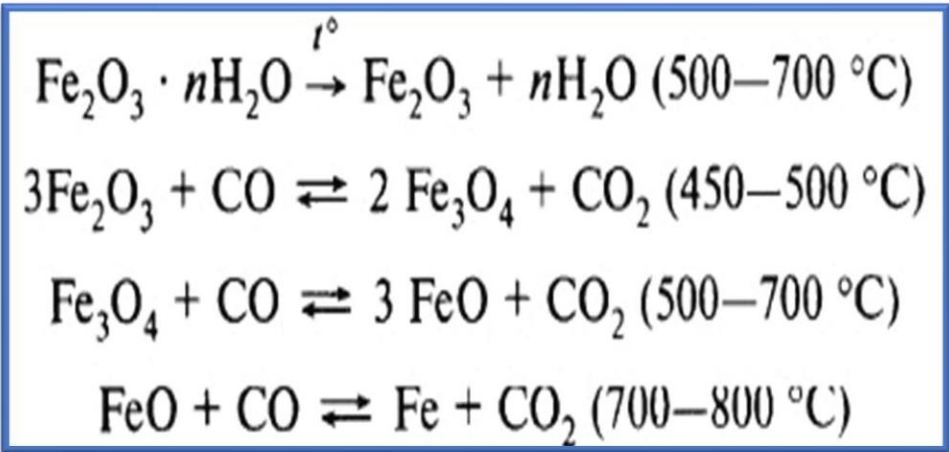 Fe₂O₃ · nH₂O t° → Fe₂O₃ + nH₂O (500–700 °C)
3Fe₂O₃ + CO ⇄ 2 Fe₃O₄ + CO₂ (450–500 °C)
Fe₃O₄ + CO ⇄ 3 FeO + CO₂ (500–700 °C)
FeO + CO ⇄ Fe + CO₂ (700–800 °C)